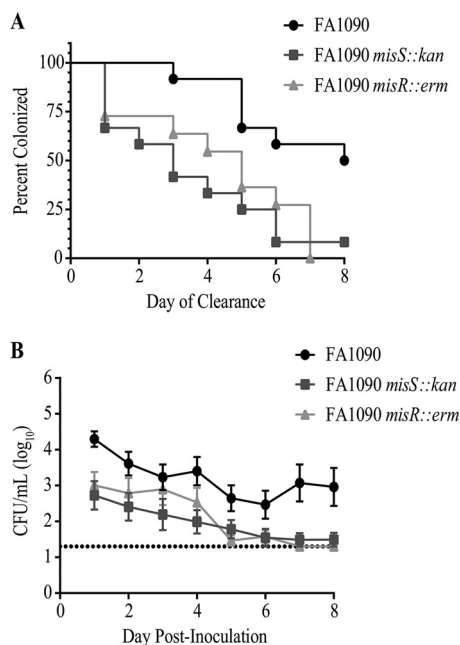 A
FA1090
FA1090 misS::kan
FA1090 misR::erm
100
75
50
25
0
0 2 4 6 8
Percent Colonized
Day of Clearance
B
FA1090
FA1090 misS::kan
FA1090 misR::erm
6
5
4
3
2
1
0
0 2 4 6 8
CFU/mL (log10)
Day Post-Inoculation